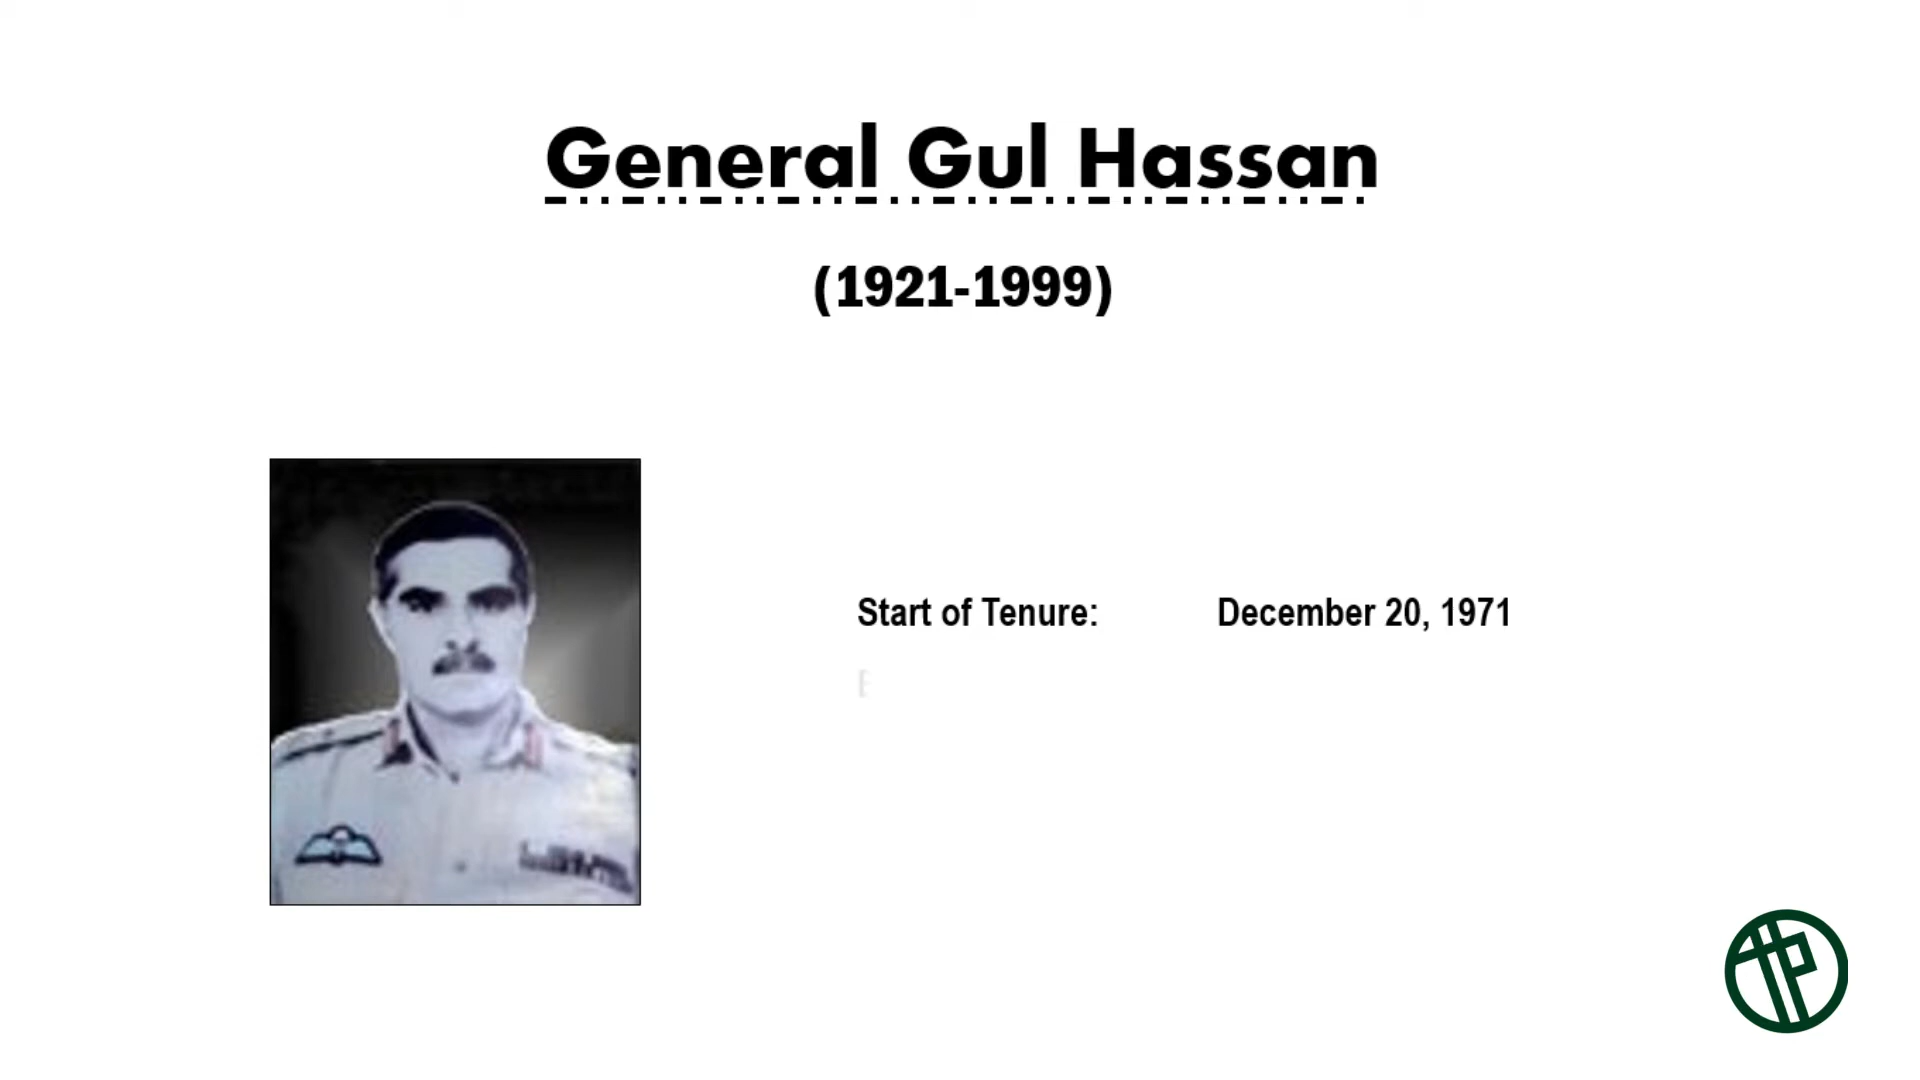 General Gul Hassan
(1921-1999)
Start of Tenure: December 20, 1971